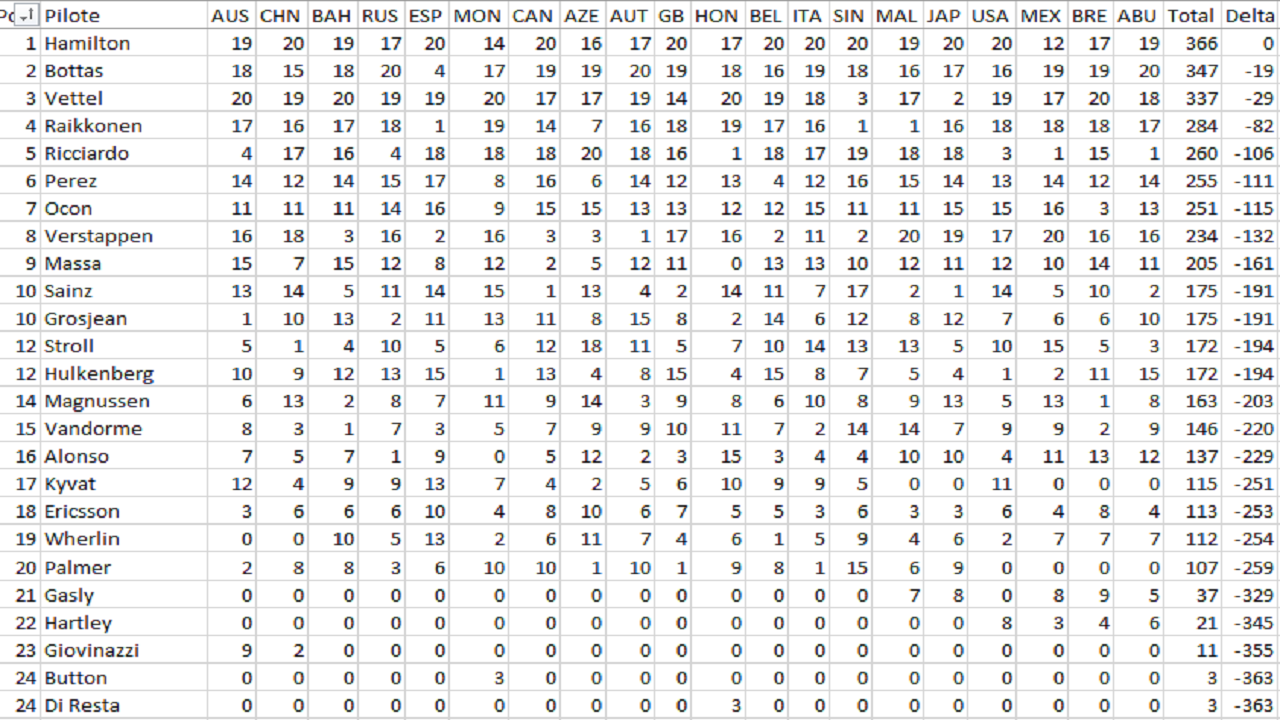 Po Pilote AUS CHN BAH RUS ESP MON CAN AZE AUT GB HON BEL ITA SIN MAL JAP USA MEX BRE ABU Total Delta
1 Hamilton 19 20 19 17 20 14 20 16 17 20 17 20 20 20 19 20 20 12 17 19 366 0
2 Bottas 18 15 18 20 4 17 19 19 20 19 18 16 19 18 16 17 16 19 19 20 347 -19
3 Vettel 20 19 20 19 19 20 17 17 19 14 20 19 18 3 17 2 19 17 20 18 337 -29
4 Raikkonen 17 16 17 18 1 19 14 7 16 18 19 17 16 1 1 16 18 18 18 17 284 -82
5 Ricciardo 4 17 16 4 18 18 18 20 18 16 1 18 17 19 18 18 3 1 15 1 260 -106
6 Perez 14 12 14 15 17 8 16 6 14 12 13 4 12 16 15 14 13 14 12 14 255 -111
7 Ocon 11 11 11 14 16 9 15 15 13 13 12 12 15 11 11 15 15 16 3 13 251 -115
8 Verstappen 16 18 3 16 2 16 3 3 1 17 16 2 11 2 20 19 17 20 16 16 234 -132
9 Massa 15 7 15 12 8 12 2 5 12 11 0 13 13 10 12 11 12 10 14 11 205 -161
10 Sainz 13 14 5 11 14 15 1 13 4 2 14 11 7 17 2 1 14 5 10 2 175 -191
10 Grosjean 1 10 13 2 11 13 11 8 15 8 2 14 6 12 8 12 7 6 6 10 175 -191
12 Stroll 5 1 4 10 5 6 12 18 11 5 7 10 14 13 13 5 10 15 5 3 172 -194
12 Hulkenberg 10 9 12 13 15 1 13 4 8 15 4 15 8 7 5 4 1 2 11 15 172 -194
14 Magnussen 6 13 2 8 7 11 9 14 3 9 8 6 10 8 9 13 5 13 1 8 163 -203
15 Vandorme 8 3 1 7 3 5 7 9 9 10 11 7 2 14 14 7 9 9 2 9 146 -220
16 Alonso 7 5 7 1 9 0 5 12 2 3 15 3 4 4 10 10 4 11 13 12 137 -229
17 Kyvat 12 4 9 9 13 7 4 2 5 6 10 9 9 5 0 0 11 0 0 0 115 -251
18 Ericsson 3 6 6 6 10 4 8 10 6 7 5 5 3 6 3 3 6 4 8 4 113 -253
19 Wherlin 0 0 10 5 13 2 6 11 7 4 6 1 5 9 4 6 2 7 7 7 112 -254
20 Palmer 2 8 8 3 6 10 10 1 10 1 9 8 1 15 6 9 0 0 0 0 107 -259
21 Gasly 0 0 0 0 0 0 0 0 0 0 0 0 0 0 7 8 0 8 9 5 37 -329
22 Hartley 0 0 0 0 0 0 0 0 0 0 0 0 0 0 0 0 8 3 4 6 21 -345
23 Giovinazzi 9 2 0 0 0 0 0 0 0 0 0 0 0 0 0 0 0 0 0 0 11 -355
24 Button 0 0 0 0 0 3 0 0 0 0 0 0 0 0 0 0 0 0 0 0 3 -363
24 Di Resta 0 0 0 0 0 0 0 0 0 0 3 0 0 0 0 0 0 0 0 0 3 -363